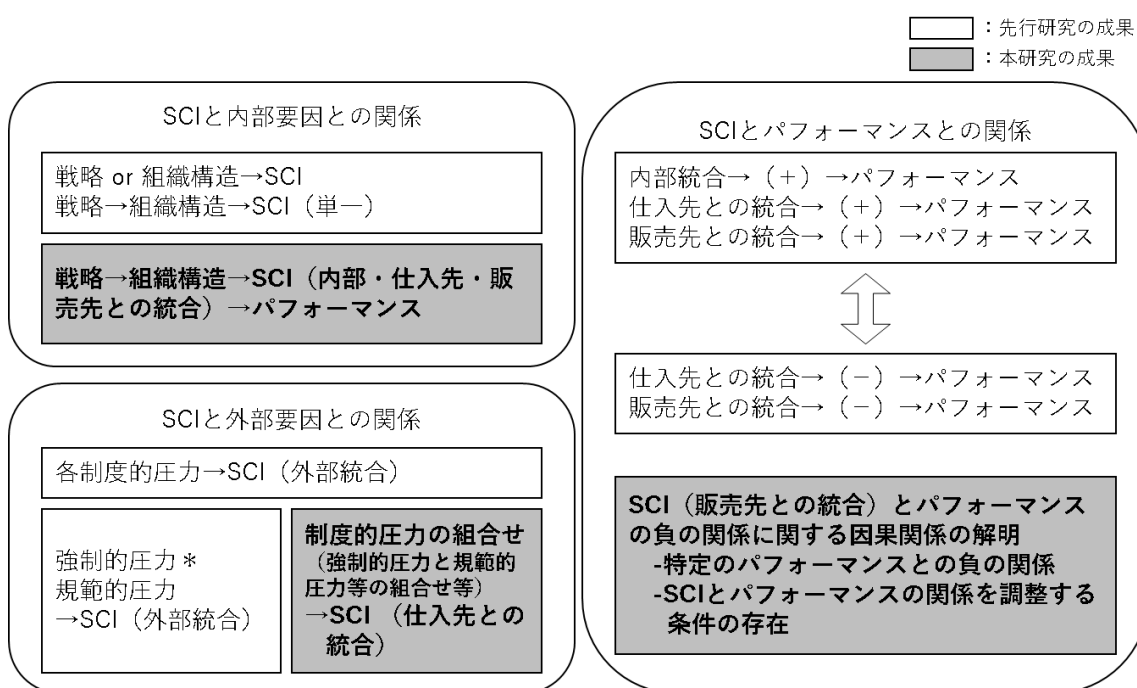 ：先行研究の成果
：本研究の成果
SCIと内部要因との関係
戦略 or 組織構造→SCI
戦略→組織構造→SCI（単一）
戦略→組織構造→SCI（内部・仕入先・販
売先との統合）→パフォーマンス
SCIと外部要因との関係
各制度的圧力→SCI（外部統合）
強制的圧力＊
規範的圧力
→SCI（外部統合）
制度的圧力の組合せ
（強制的圧力と規範的
圧力等の組合せ等）
→SCI （仕入先との
統合）
SCIとパフォーマンスとの関係
内部統合→（＋）→パフォーマンス
仕入先との統合→（＋）→パフォーマンス
販売先との統合→（＋）→パフォーマンス
仕入先との統合→（－）→パフォーマンス
販売先との統合→（－）→パフォーマンス
SCI（販売先との統合）とパフォーマンス
の負の関係に関する因果関係の解明
-特定のパフォーマンスとの負の関係
-SCIとパフォーマンスの関係を調整する
条件の存在